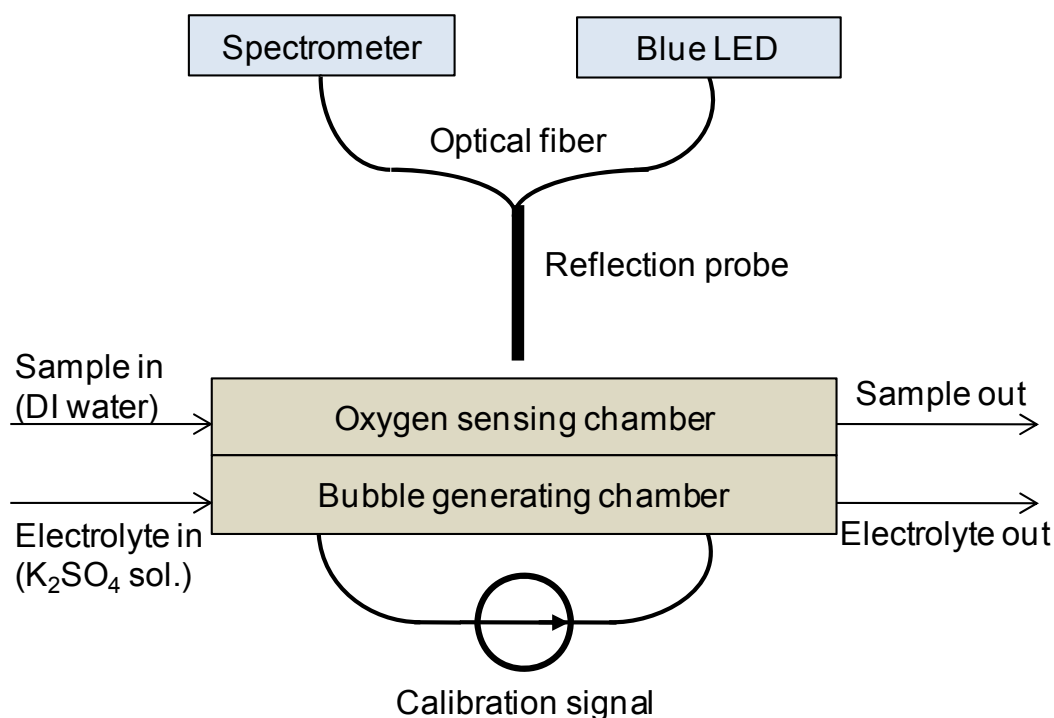 Spectrometer
Blue LED
Optical fiber
Reflection probe
Sample in
(DI water)
Sample out
Oxygen sensing chamber
Bubble generating chamber
Electrolyte in
(K₂SO₄ sol.)
Electrolyte out
Calibration signal